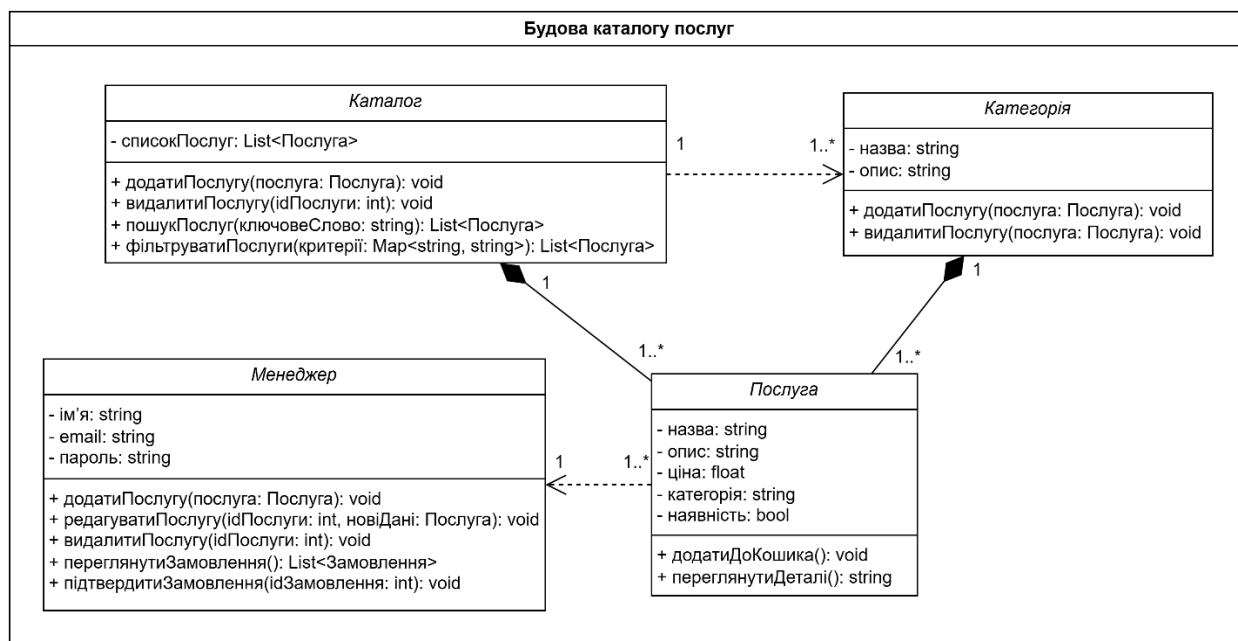 Будова каталогу послуг
Каталог
- списокПослуг: List<Послуга>
+ додатиПослугу(послуга: Послуга): void
+ видалитиПослугу(idПослуги: int): void
+ пошукПослуг(ключовеСлово: string): List<Послуга>
+ фільтруватиПослуги(критерії: Map<string, string>): List<Послуга>
1
1..*
Категорія
- назва: string
- опис: string
+ додатиПослугу(послуга: Послуга): void
+ видалитиПослугу(послуга: Послуга): void
1
1
1..*
1..*
Менеджер
- ім’я: string
- email: string
- пароль: string
+ додатиПослугу(послуга: Послуга): void
+ редагуватиПослугу(idПослуги: int, новіДані: Послуга): void
+ видалитиПослугу(idПослуги: int): void
+ переглянутиЗамовлення(): List<Замовлення>
+ підтвердитиЗамовлення(idЗамовлення: int): void
1
1..*
Послуга
- назва: string
- опис: string
- ціна: float
- категорія: string
- наявність: bool
+ додатиДоКошика(): void
+ переглянутиДеталі(): string